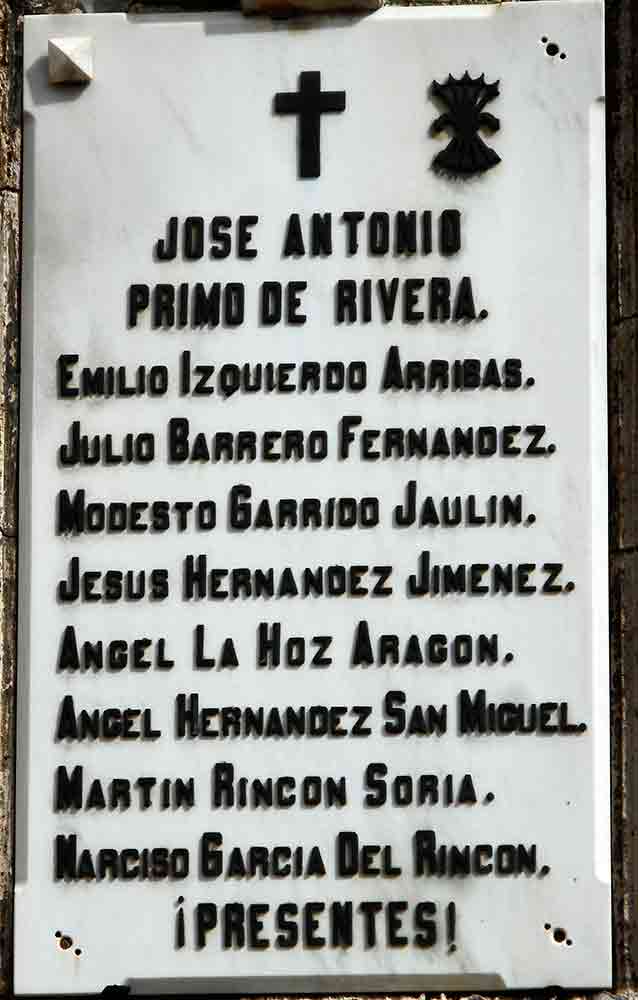 JOSE ANTONIO
PRIMO DE RIVERA.
EMILIO IZQUIERDO ARRIBAS.
JULIO BARRERO FERNANDEZ.
MODESTO GARRIDO JAULIN.
JESUS HERNANDEZ JIMENEZ.
ANGEL LA HOZ ARAGON.
ANGEL HERNANDEZ SAN MIGUEL.
MARTIN RINCON SORIA.
NARCISO GARCIA DEL RINCON.
¡PRESENTES!